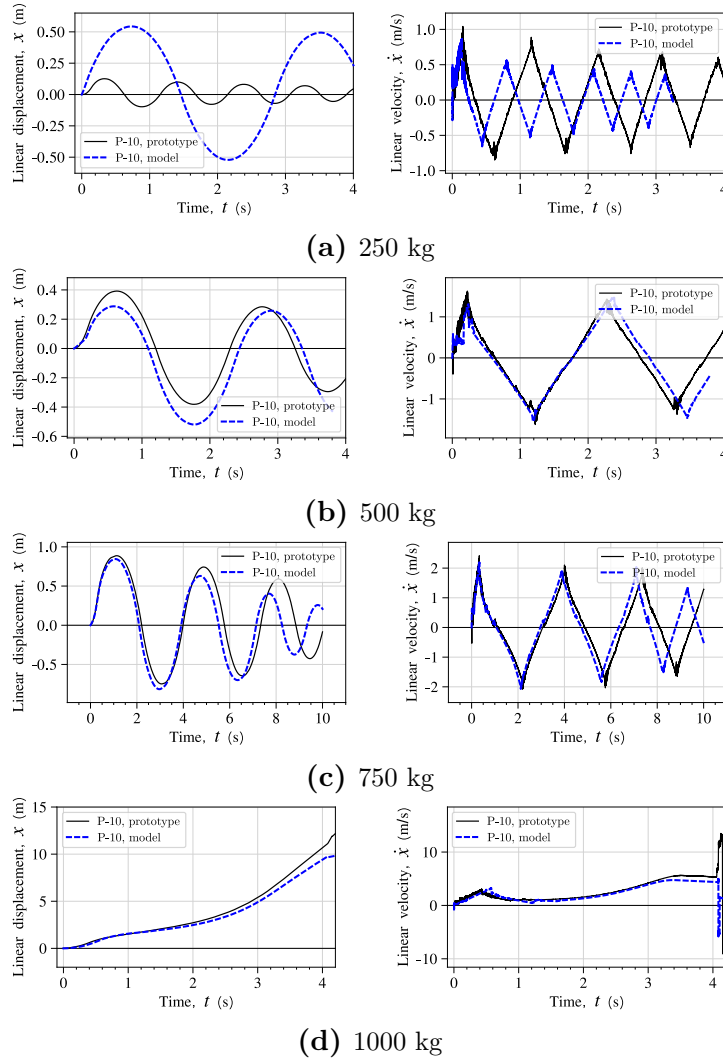 Linear displacement, x (m)
0.50
0.25
0.00
-0.25
-0.50
P-10, prototype
P-10, model
0 1 2 3 4
Time, t (s)
Linear velocity, ẋ (m/s)
1.0
0.5
0.0
-0.5
-1.0
P-10, prototype
P-10, model
0 1 2 3 4
Time, t (s)
(a) 250 kg
Linear displacement, x (m)
0.4
0.2
0.0
-0.2
-0.4
-0.6
P-10, prototype
P-10, model
0 1 2 3 4
Time, t (s)
Linear velocity, ẋ (m/s)
1
0
-1
P-10, prototype
P-10, model
0 1 2 3 4
Time, t (s)
(b) 500 kg
Linear displacement, x (m)
1.0
0.5
0.0
-0.5
P-10, prototype
P-10, model
0 2 4 6 8 10
Time, t (s)
Linear velocity, ẋ (m/s)
2
1
0
-1
-2
P-10, prototype
P-10, model
0 2 4 6 8 10
Time, t (s)
(c) 750 kg
Linear displacement, x (m)
15
10
5
0
P-10, prototype
P-10, model
0 1 2 3 4
Time, t (s)
Linear velocity, ẋ (m/s)
10
0
-10
P-10, prototype
P-10, model
0 1 2 3 4
Time, t (s)
(d) 1000 kg